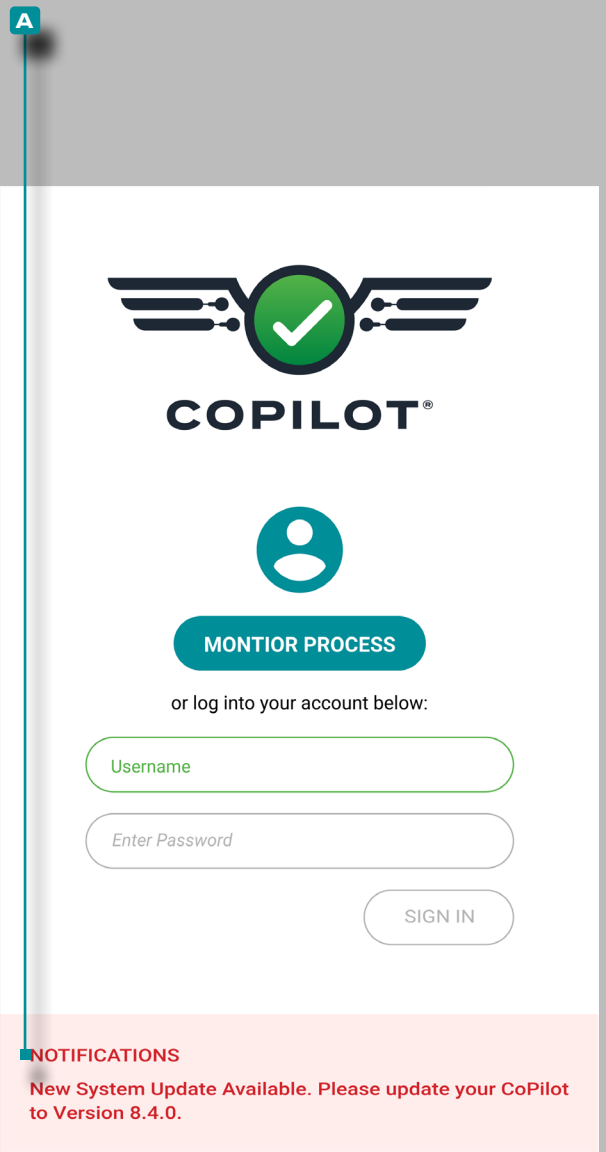 A
COPILOT®
MONTIOR PROCESS
or log into your account below:
Username
Enter Password
SIGN IN
NOTIFICATIONS
New System Update Available. Please update your CoPilot
to Version 8.4.0.